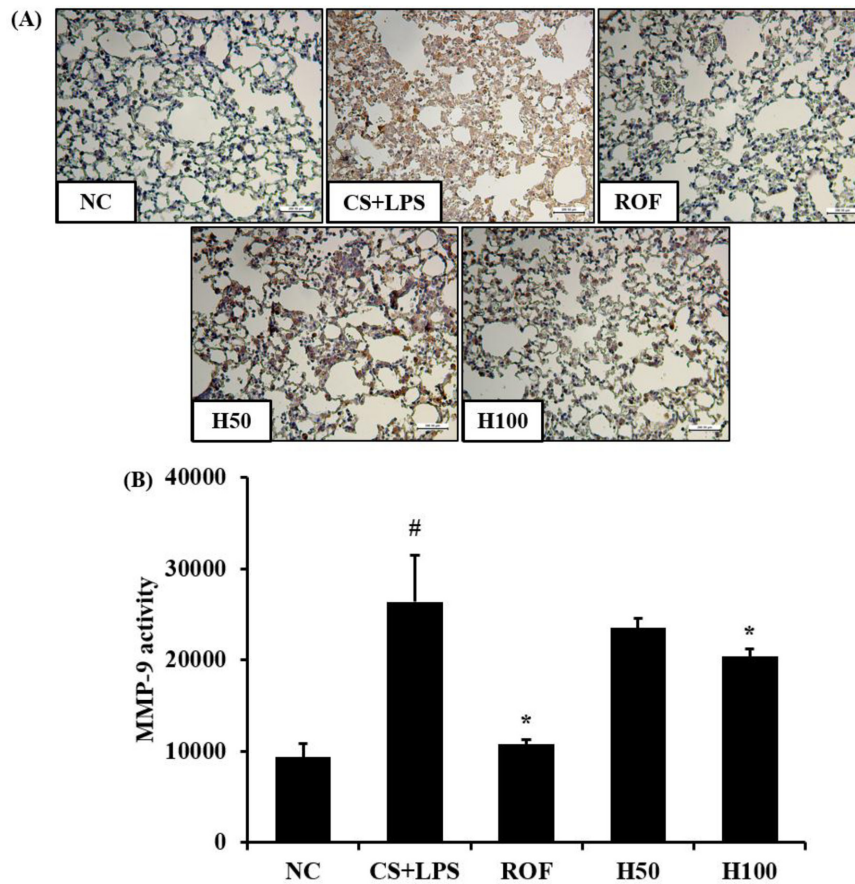 (A)
NC
CS+LPS
ROF
H50
H100
(B)
40000
30000
20000
10000
0
MMP-9 activity
#
*
*
NC CS+LPS ROF H50 H100